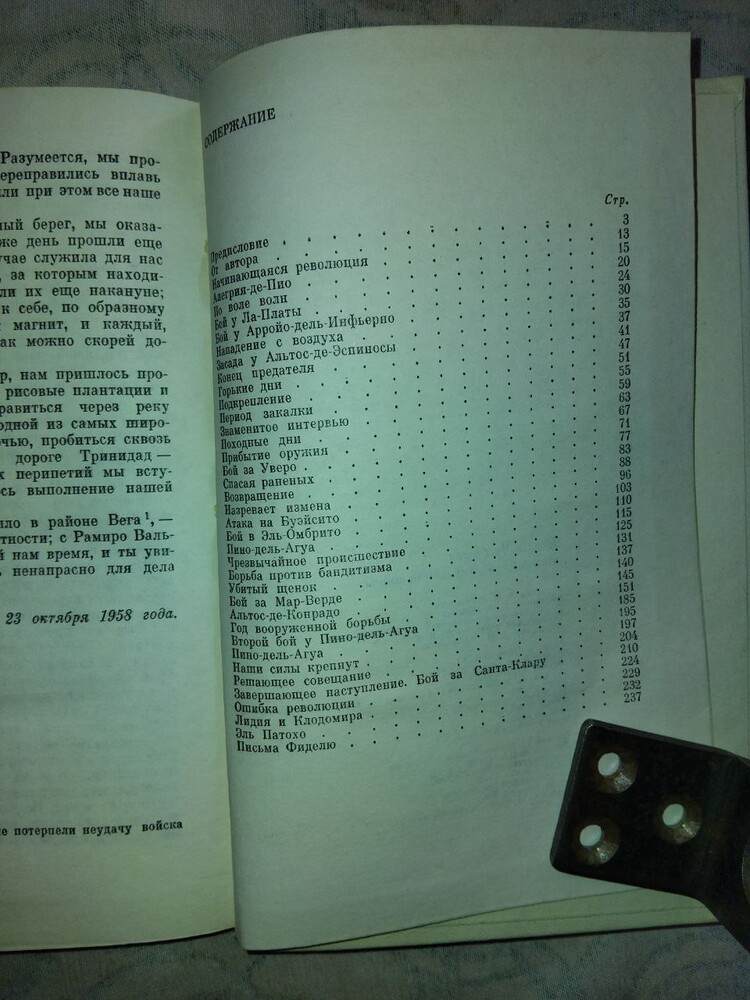 Разумеется, мы про-
ереправились вплавь
ли при этом все наше
ный берег, мы оказа-
же день прошли еще
учае служила для нас
, за которым находи-
ли их еще накануне;
к себе, по образному
магнит, и каждый,
ак можно скорей до-
р, нам пришлось про-
рисовые плантации и
равиться через реку
одной из самых широ-
очью, пробиться сквозь
дороге Тринидад —
х перипетий мы всту-
ось выполнение нашей
ло в районе Вега¹, —
тности; с Рамиро Валь-
й нам время, и ты уви-
ь ненапрасно для дела
23 октября 1958 года.
е потерпели неудачу войска
СОДЕРЖАНИЕ
Стр.
Предисловие . . . . 3
От автора . . . . 13
Начинающаяся революция . . . . 15
Алегрия-де-Пио . . . . 20
По воле волн . . . . 24
Бой у Ла-Платы . . . . 30
Бой у Арройо-дель-Инфьерно . . . . 35
Нападение с воздуха . . . . 37
Засада у Альтос-де-Эспиносы . . . . 41
Конец предателя . . . . 47
Горькие дни . . . . 51
Подкрепление . . . . 55
Период закалки . . . . 59
Знаменитое интервью . . . . 63
Походные дни . . . . 67
Прибытие оружия . . . . 71
Бой за Уверо . . . . 77
Спасая раненых . . . . 83
Возвращение . . . . 88
Назревает измена . . . . 96
Атака на Буэйсито . . . . 103
Бой в Эль-Омбрито . . . . 110
Пино-дель-Агуа . . . . 115
Чрезвычайное происшествие . . . . 125
Борьба против бандитизма . . . . 131
Убитый щенок . . . . 137
Бой за Мар-Верде . . . . 140
Альтос-де-Конрадо . . . . 145
Год вооруженной борьбы . . . . 151
Второй бой у Пино-дель-Агуа . . . . 185
Пино-дель-Агуа . . . . 195
Наши силы крепнут . . . . 197
Решающее совещание . . . . 204
Завершающее наступление. Бой за Санта-Клару . . . . 210
Ошибка революции . . . . 224
Лидия и Клодомира . . . . 229
Эль Патохо . . . . 232
Письма Фиделю . . . . 237